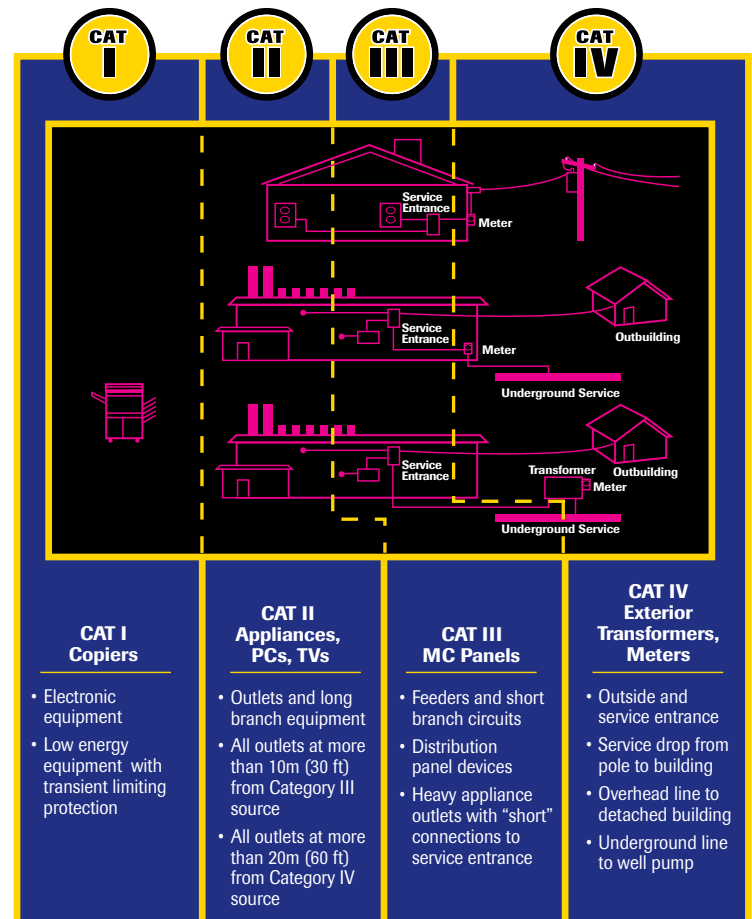 CAT
I
CAT
II
CAT
III
CAT
IV
Service
Entrance
Meter
Service
Entrance
Meter
Outbuilding
Underground Service
Service
Entrance
Transformer
Meter
Outbuilding
Underground Service
CAT I
Copiers
• Electronic
equipment
• Low energy
equipment with
transient limiting
protection
CAT II
Appliances,
PCs, TVs
• Outlets and long
branch equipment
• All outlets at more
than 10m (30 ft)
from Category III
source
• All outlets at more
than 20m (60 ft)
from Category IV
source
CAT III
MC Panels
• Feeders and short
branch circuits
• Distribution
panel devices
• Heavy appliance
outlets with “short”
connections to
service entrance
CAT IV
Exterior
Transformers,
Meters
• Outside and
service entrance
• Service drop from
pole to building
• Overhead line to
detached building
• Underground line
to well pump